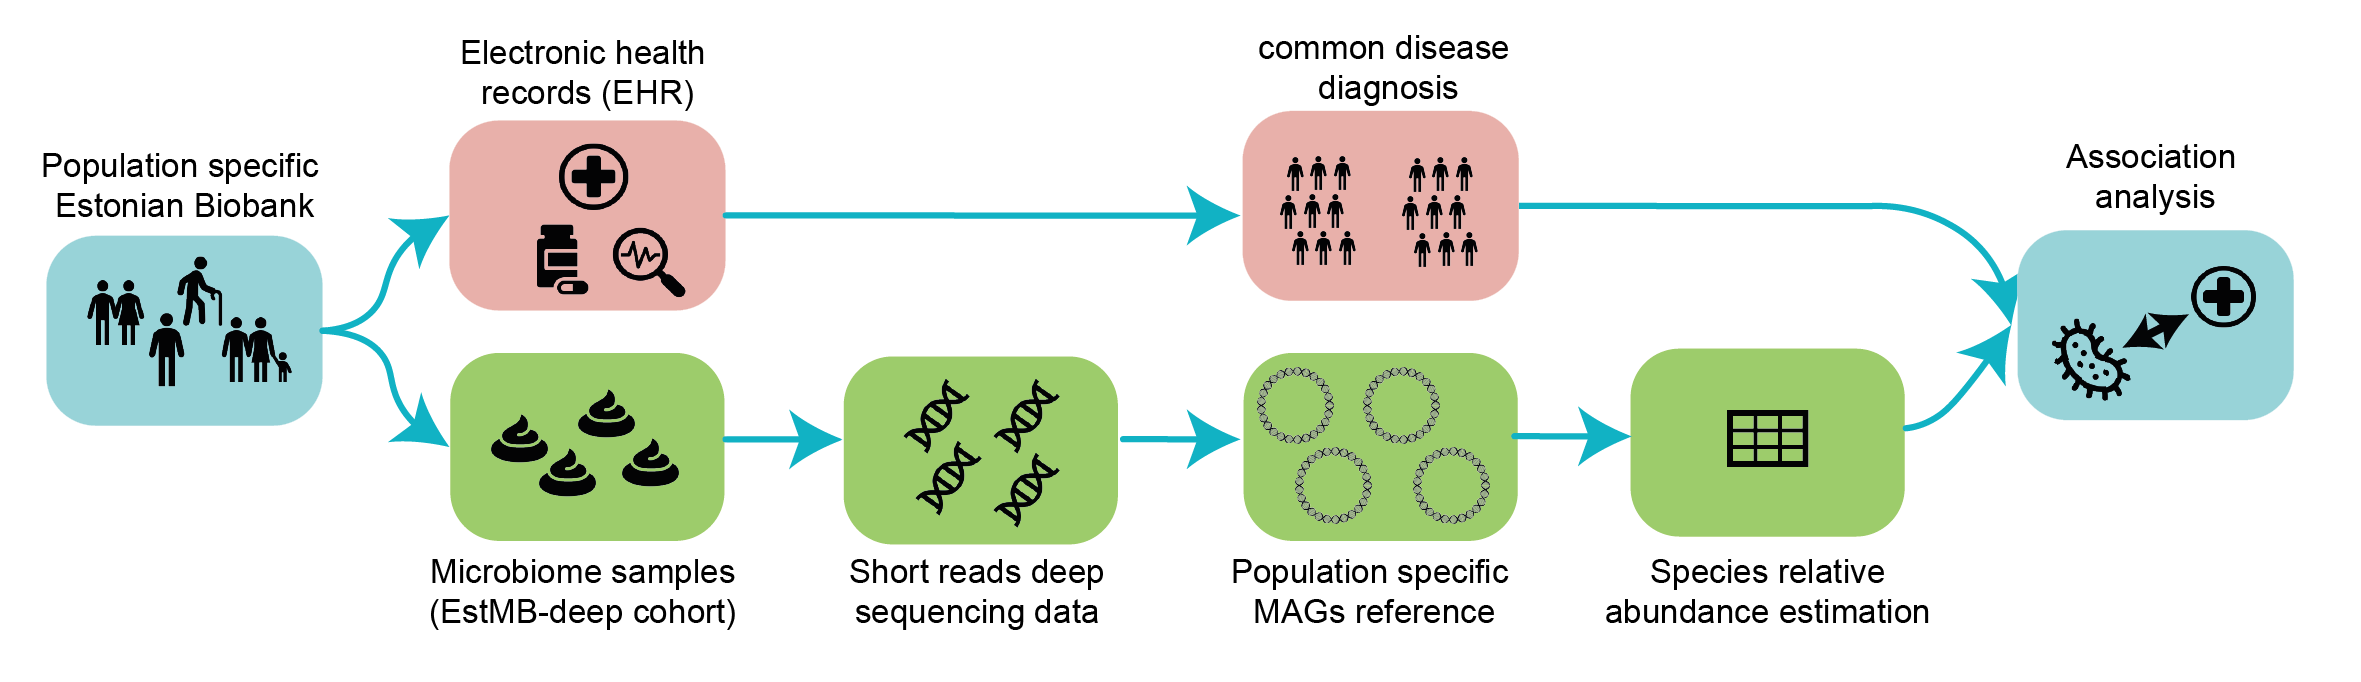 Population specific
Estonian Biobank
Electronic health
records (EHR)
common disease
diagnosis
Association
analysis
Microbiome samples
(EstMB-deep cohort)
Short reads deep
sequencing data
Population specific
MAGs reference
Species relative
abundance estimation